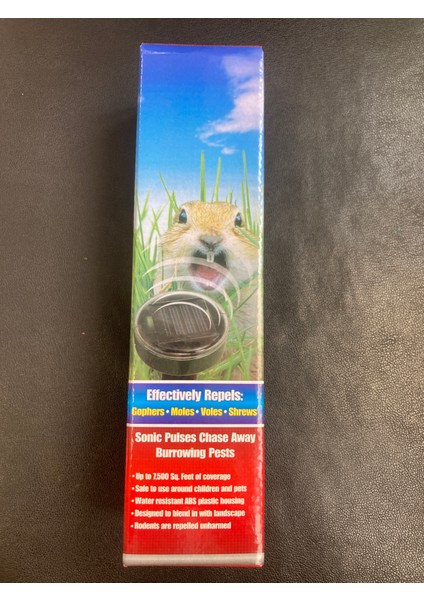 Effectively Repels:
Gophers • Moles • Voles • Shrews
Sonic Pulses Chase Away
Burrowing Pests
• Up to 7,500 Sq. Feet of coverage
• Safe to use around children and pets
• Water resistant ABS plastic housing
• Designed to blend in with landscape
• Rodents are repelled unharmed